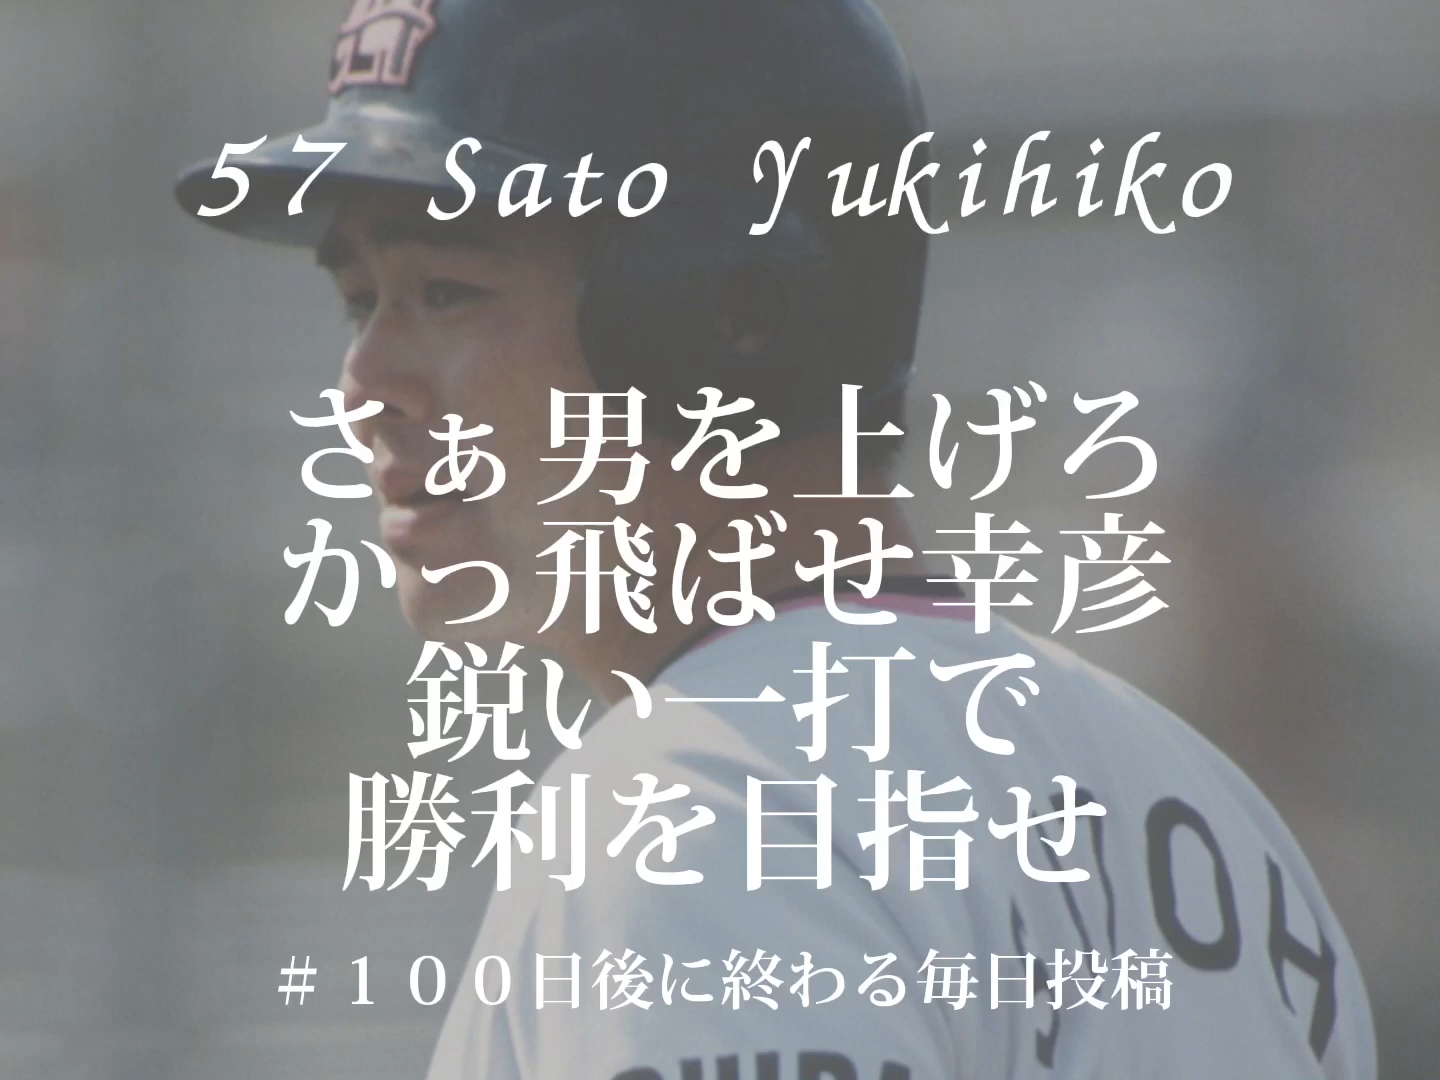 57 Sato Yukihiko
さぁ男を上げろ
かっ飛ばせ幸彦
鋭い一打で
勝利を目指せ
＃１００日後に終わる毎日投稿